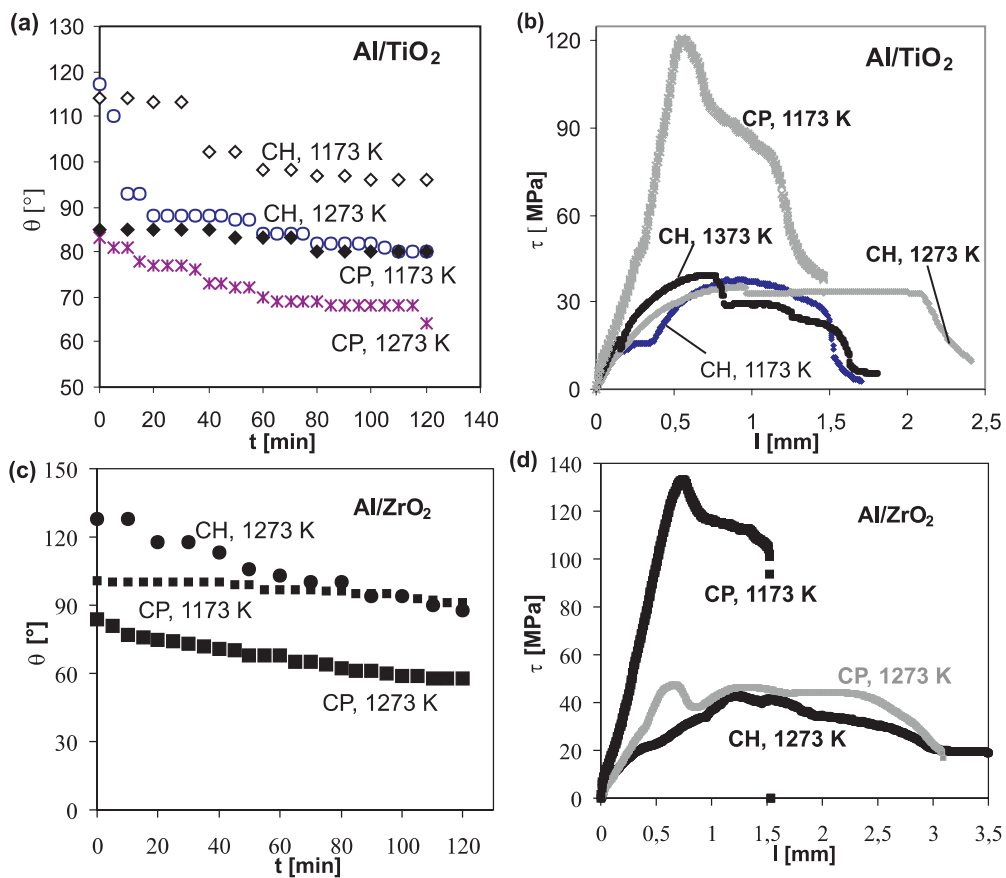 (a)
Al/TiO2
130
120
110
100
90
80
70
60
50
θ [°]
CH, 1173 K
CH, 1273 K
CP, 1173 K
CP, 1273 K
0 20 40 60 80 100 120 140
t [min]
(b)
Al/TiO2
120
90
60
30
0
τ [ MPa]
CP, 1173 K
CH, 1373 K
CH, 1273 K
CH, 1173 K
0 0,5 1 1,5 2 2,5
l [mm]
(c)
Al/ZrO2
150
120
90
60
30
0
θ [°]
CH, 1273 K
CP, 1173 K
CP, 1273 K
0 20 40 60 80 100 120
t [min]
(d)
Al/ZrO2
140
120
100
80
60
40
20
0
τ [MPa]
CP, 1173 K
CP, 1273 K
CH, 1273 K
0 0,5 1 1,5 2 2,5 3 3,5
l [mm]